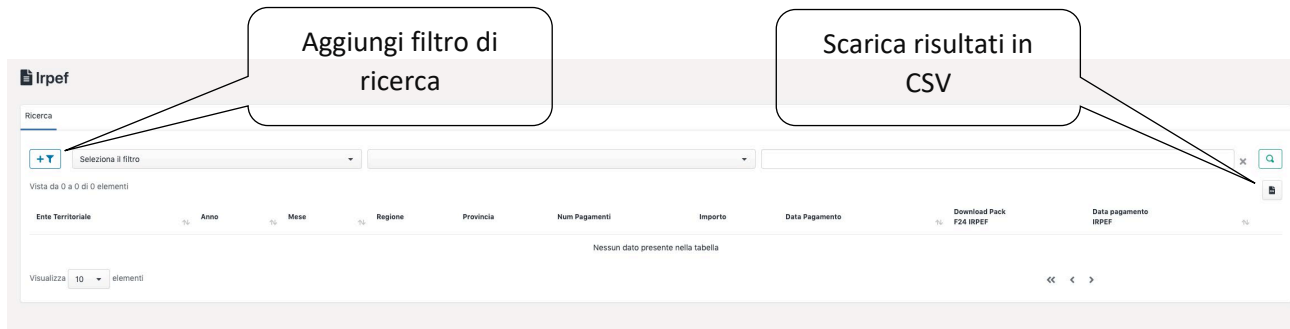 Aggiungi filtro di
ricerca
Scarica risultati in
CSV
Irpef
Ricerca
Seleziona il filtro
Vista da 0 a 0 di 0 elementi
Ente Territoriale Anno Mese Regione Provincia Num Pagamenti Importo Data Pagamento Download Pack Data pagamento
F24 IRPEF IRPEF
Nessun dato presente nella tabella
Visualizza 10 elementi